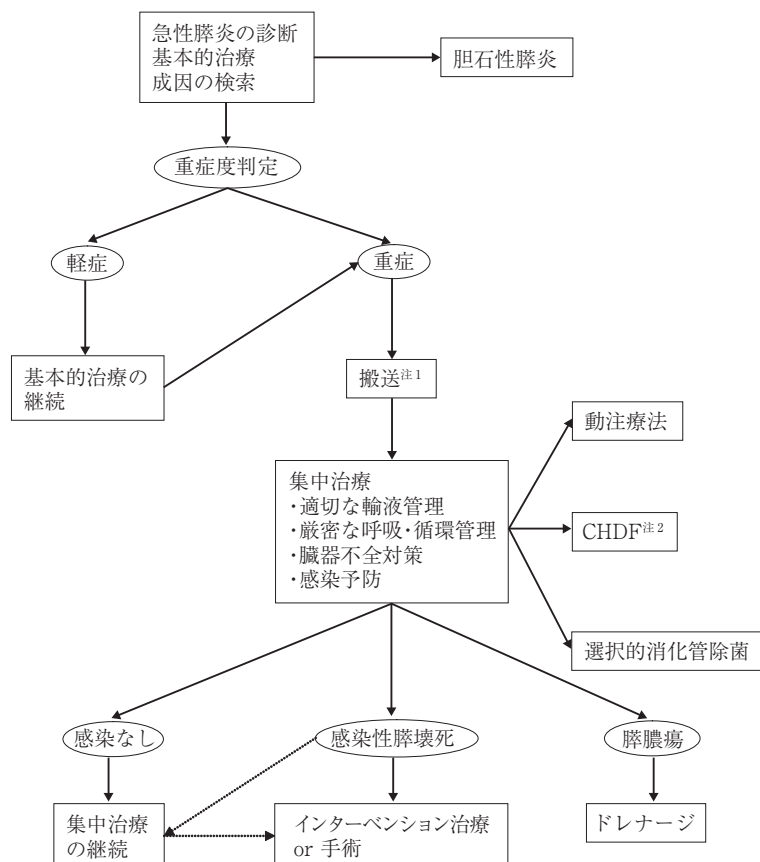 急性膵炎の診断
基本的治療
成因の検索
胆石性膵炎
重症度判定
軽症
重症
基本的治療の
継続
搬送注1
動注療法
集中治療
・適切な輸液管理
・厳密な呼吸・循環管理
・臓器不全対策
・感染予防
CHDF注2
選択的消化管除菌
感染なし
感染性膵壊死
膵膿瘍
集中治療
の継続
インターベンション治療
or 手術
ドレナージ